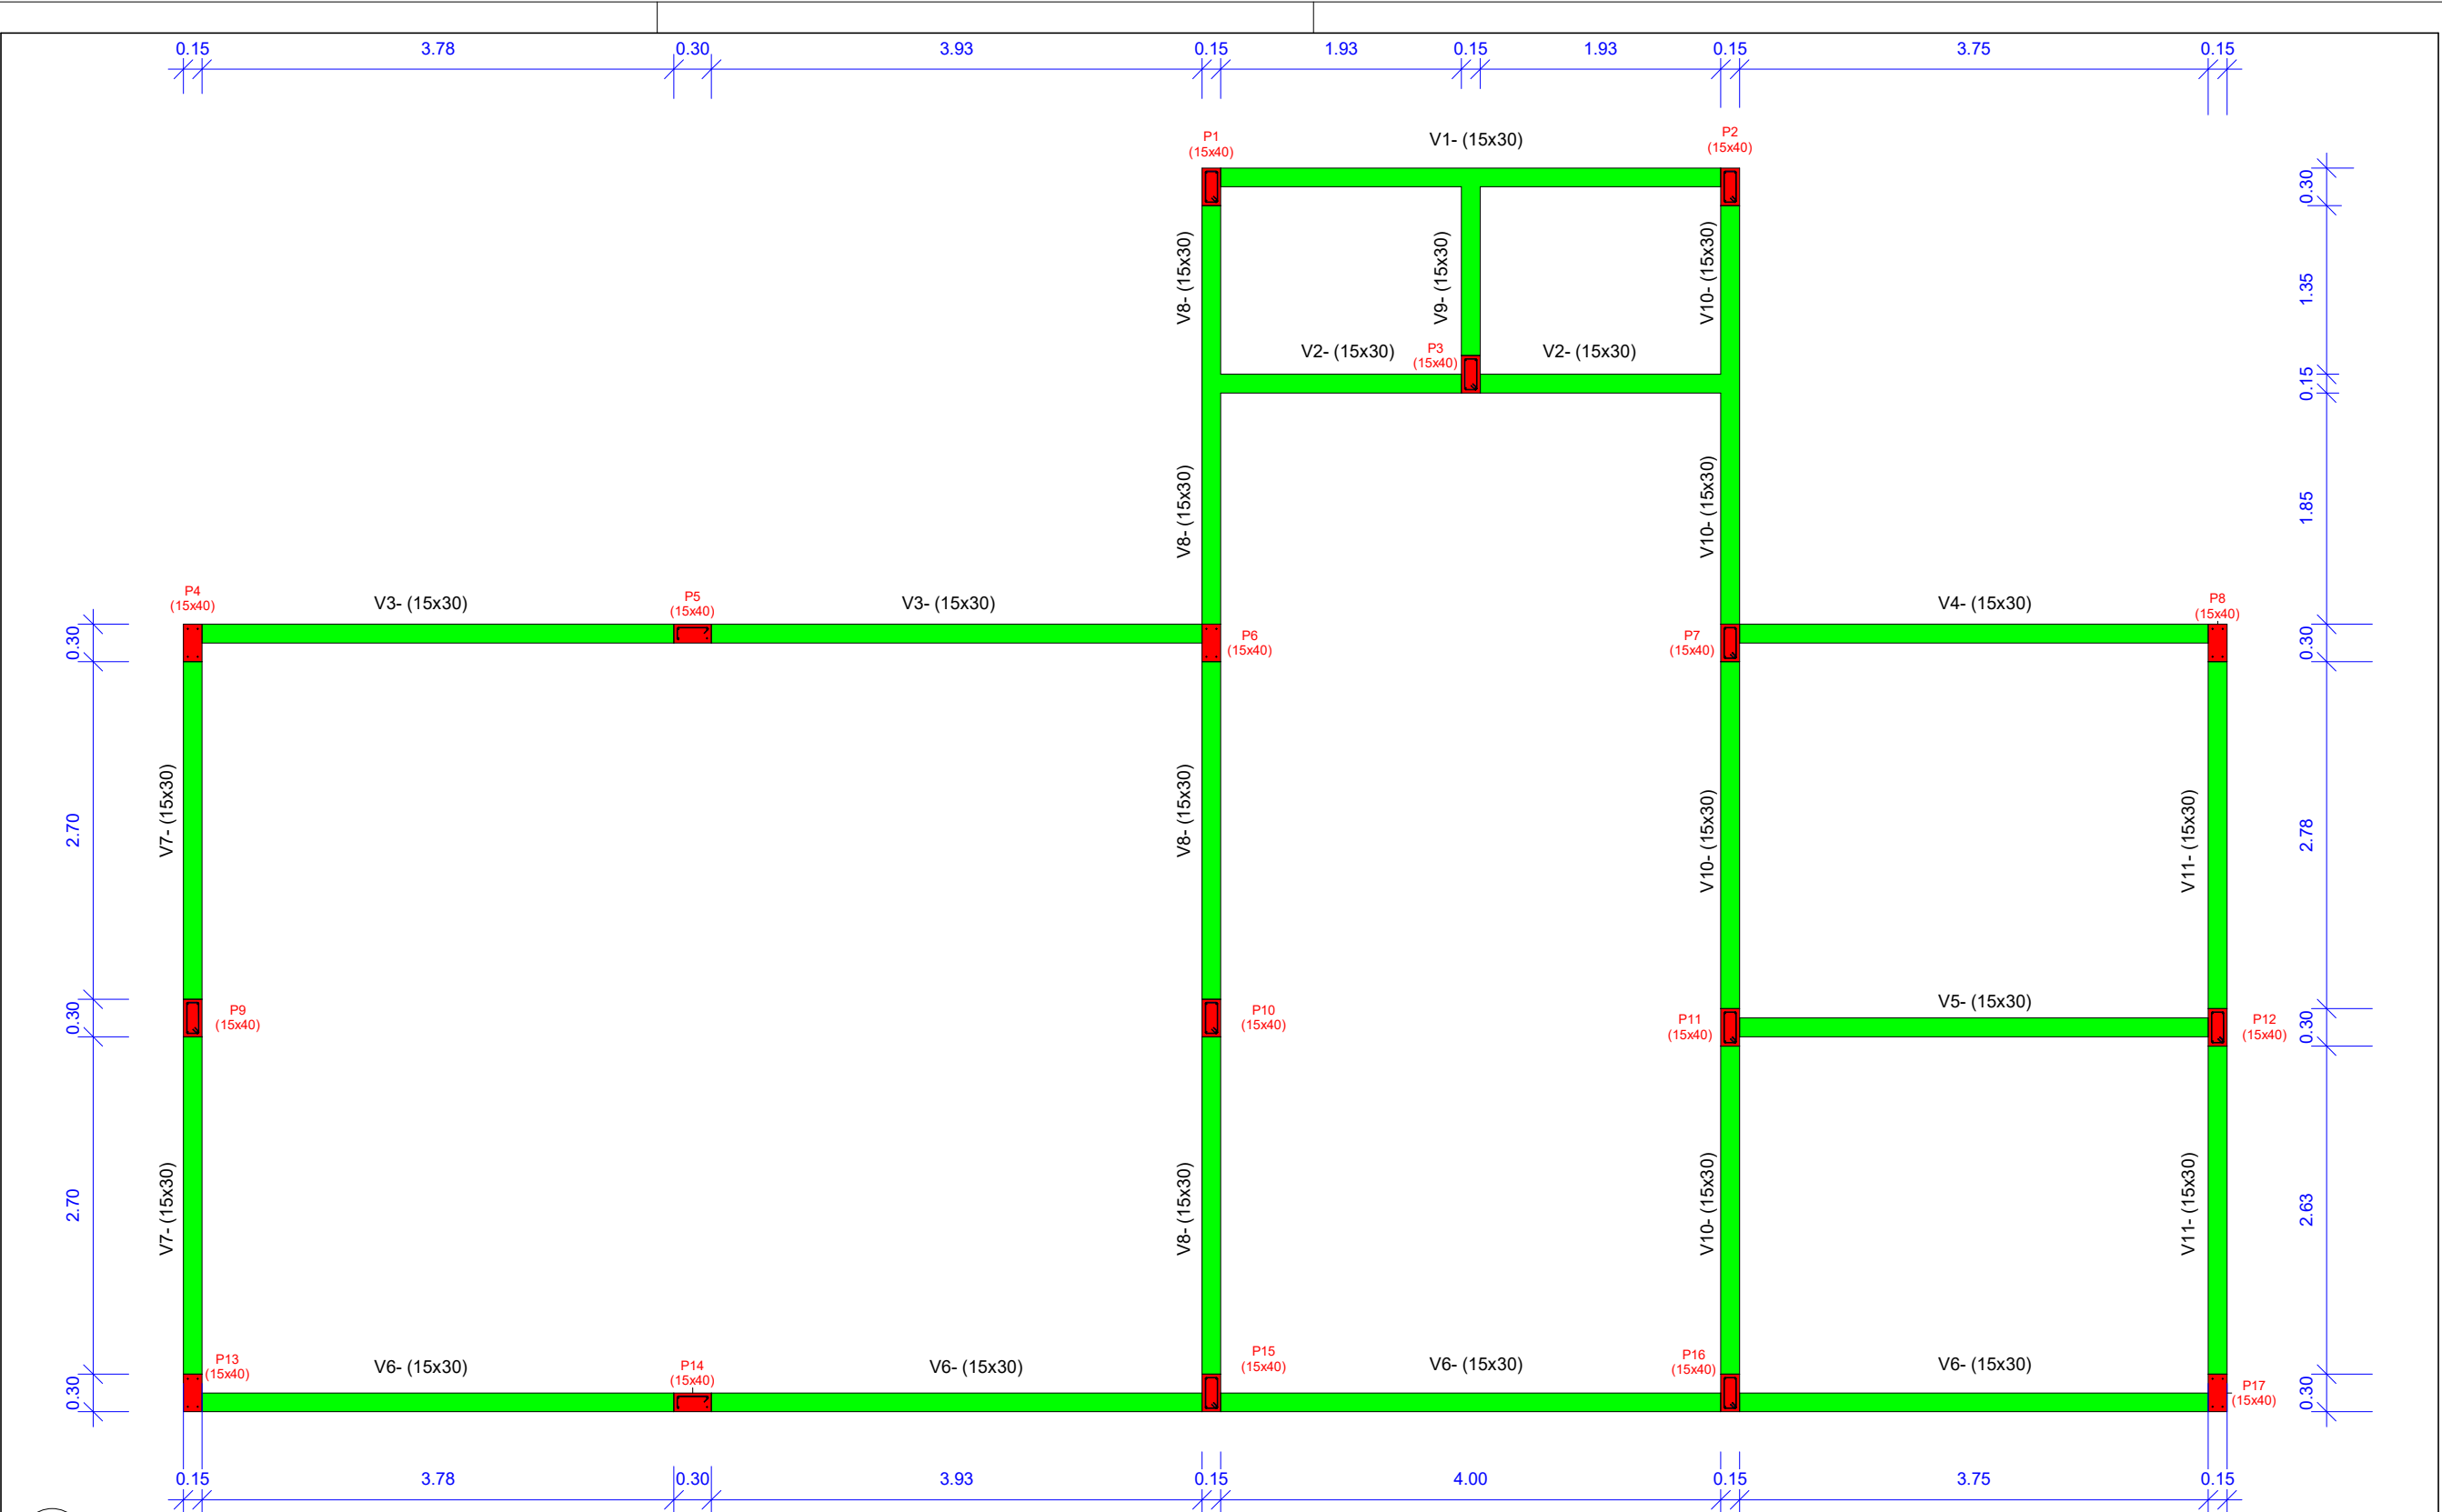 0.15 3.78 0.30 3.93 0.15 1.93 0.15 1.93 0.15 3.75 0.15
P1
(15x40)
V1- (15x30)
P2
(15x40)
0.30
V8- (15x30)
V9- (15x30)
V10- (15x30)
1.35
V2- (15x30)
P3
(15x40)
V2- (15x30)
0.15
V8- (15x30)
V10- (15x30)
1.85
P4
(15x40)
V3- (15x30)
P5
(15x40)
V3- (15x30)
V4- (15x30)
P8
(15x40)
0.30
P6
(15x40)
P7
(15x40)
0.30
2.70
V7- (15x30)
V8- (15x30)
V10- (15x30)
V11- (15x30)
2.78
0.30
P9
(15x40)
P10
(15x40)
P11
(15x40)
V5- (15x30)
P12
(15x40)
0.30
2.70
V7- (15x30)
V8- (15x30)
V10- (15x30)
V11- (15x30)
2.63
0.30
P13
(15x40)
V6- (15x30)
P14
(15x40)
V6- (15x30)
P15
(15x40)
V6- (15x30)
P16
(15x40)
V6- (15x30)
P17
(15x40)
0.30
0.15 3.78 0.30 3.93 0.15 4.00 0.15 3.75 0.15